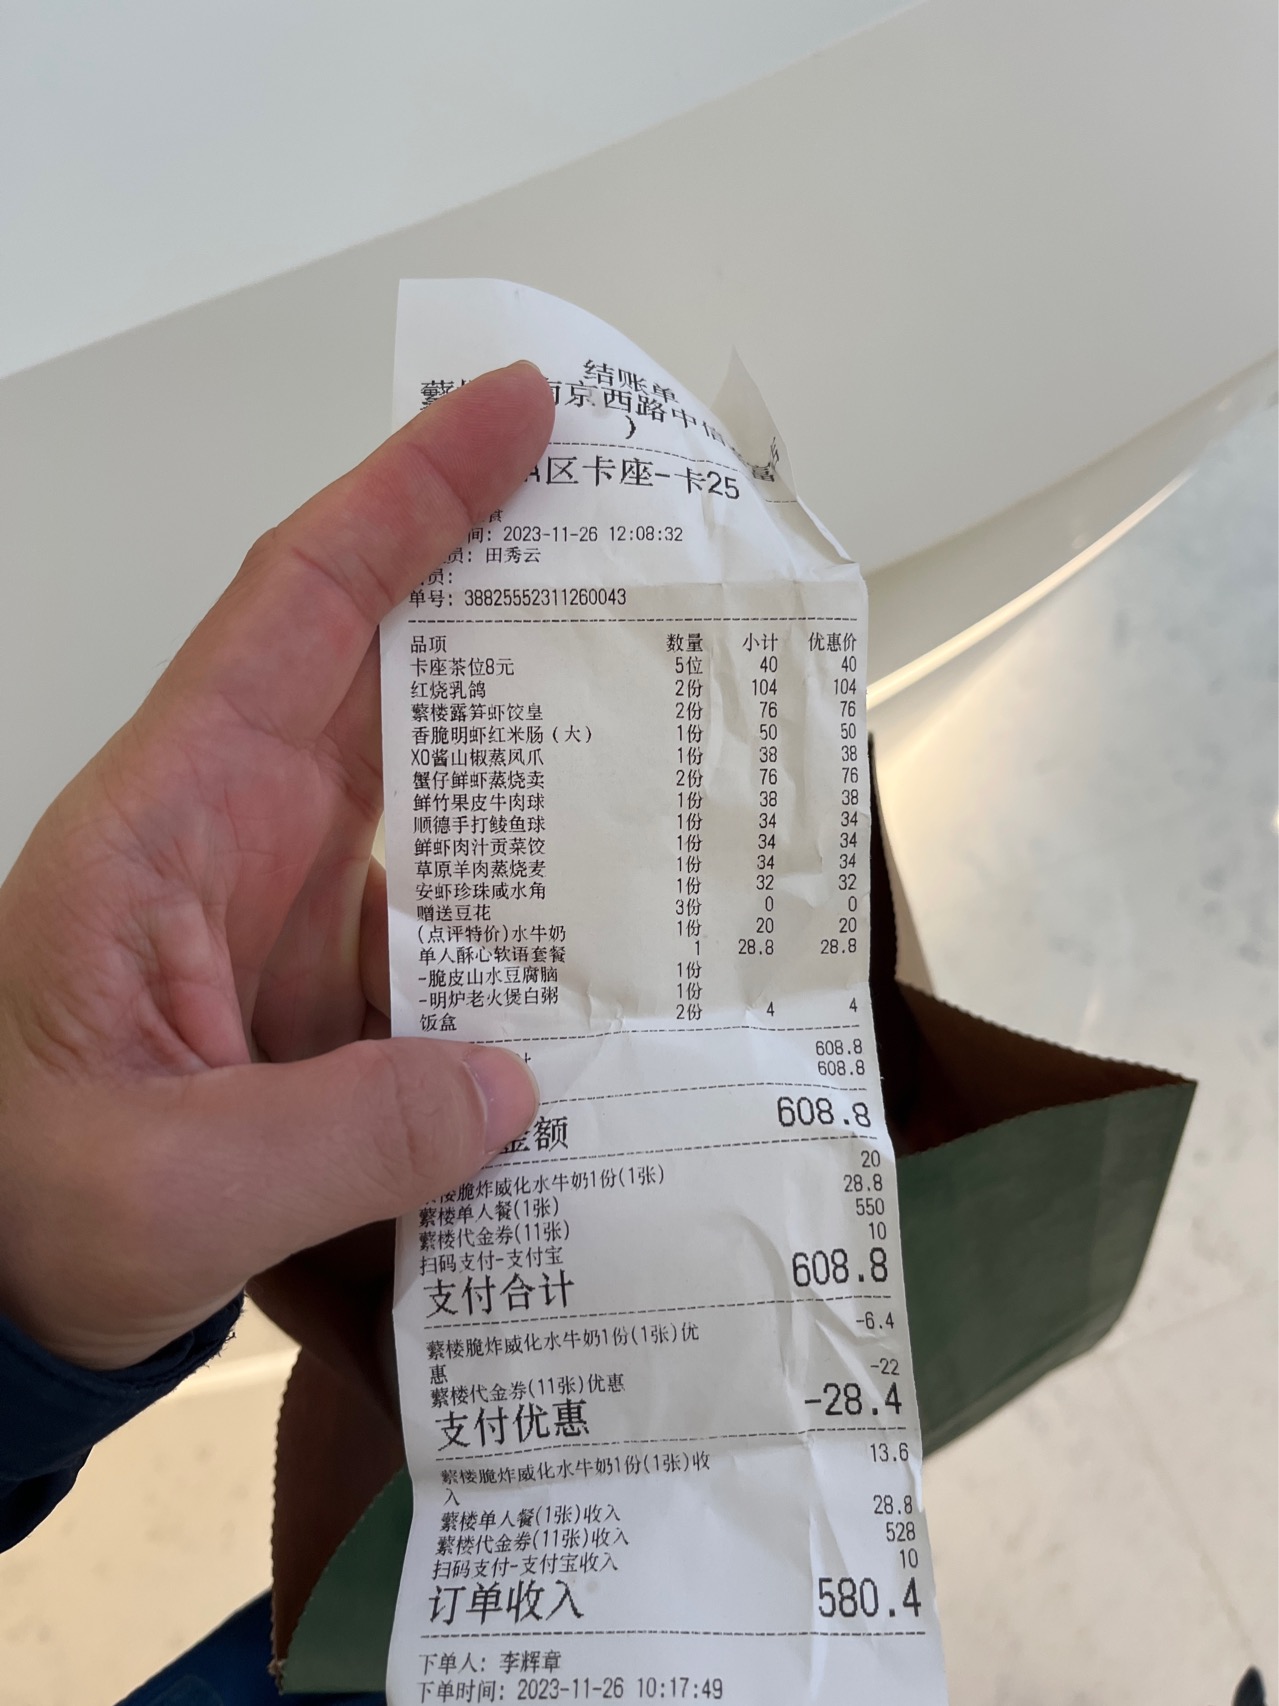 结账单
南京西路中信
)
A区卡座-卡25
食
间: 2023-11-26 12:08:32
员: 田秀云
员:
单号: 38825552311260043
品项 数量 小计 优惠价
卡座茶位8元 5位 40 40
红烧乳鸽 2份 104 104
蘩楼露笋虾饺皇 2份 76 76
香脆明虾红米肠(大) 1份 50 50
XO酱山椒蒸凤爪 1份 38 38
蟹仔鲜虾蒸烧卖 2份 76 76
鲜竹果皮牛肉球 1份 38 38
顺德手打鲮鱼球 1份 34 34
鲜虾肉汁贡菜饺 1份 34 34
草原羊肉蒸烧麦 1份 34 34
安虾珍珠咸水角 1份 32 32
赠送豆花 3份 0 0
(点评特价)水牛奶 1份 20 20
单人酥心软语套餐 1 28.8 28.8
-脆皮山水豆腐脑 1份
-明炉老火煲白粥 1份
饭盒 2份 4 4
计 608.8
608.8
金额 608.8
楼脆炸威化水牛奶1份(1张) 20
蘩楼单人餐(1张) 28.8
蘩楼代金券(11张) 550
扫码支付-支付宝 10
支付合计 608.8
蘩楼脆炸威化水牛奶1份(1张)优 -6.4
惠
蘩楼代金券(11张)优惠 -22
支付优惠 -28.4
蘩楼脆炸威化水牛奶1份(1张)收 13.6
入
蘩楼单人餐(1张)收入 28.8
蘩楼代金券(11张)收入 528
扫码支付-支付宝收入 10
订单收入 580.4
下单人: 李辉章
下单时间: 2023-11-26 10:17:49